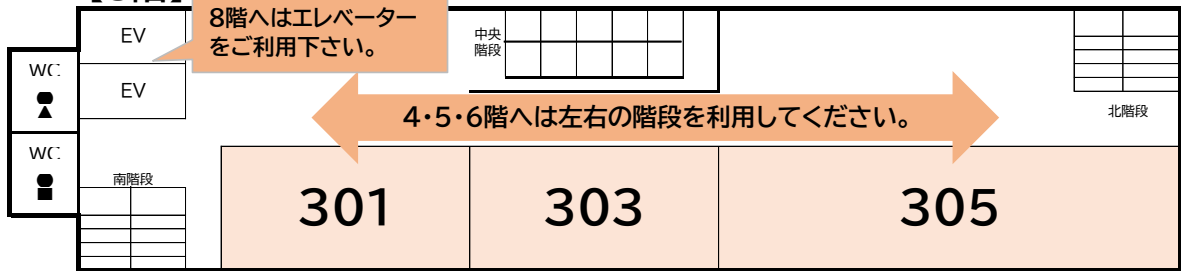 8階へはエレベーター
をご利用下さい。
EV
EV
中央
階段
WC
WC
4・5・6階へは左右の階段を利用してください。
北階段
南階段
301
303
305